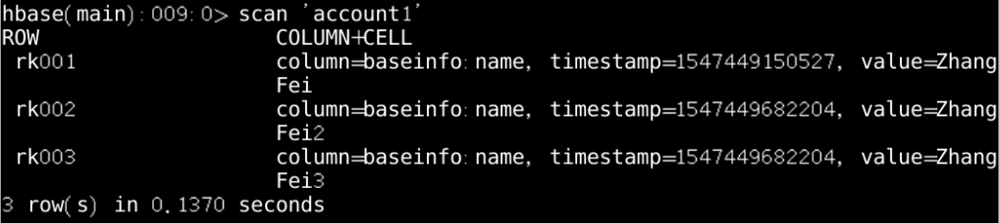 hbase(main):009:0> scan 'account1'
ROW COLUMN+CELL
rk001 column=baseinfo:name, timestamp=1547449150527, value=Zhang
Fei
rk002 column=baseinfo:name, timestamp=1547449682204, value=Zhang
Fei2
rk003 column=baseinfo:name, timestamp=1547449682204, value=Zhang
Fei3
3 row(s) in 0.1370 seconds